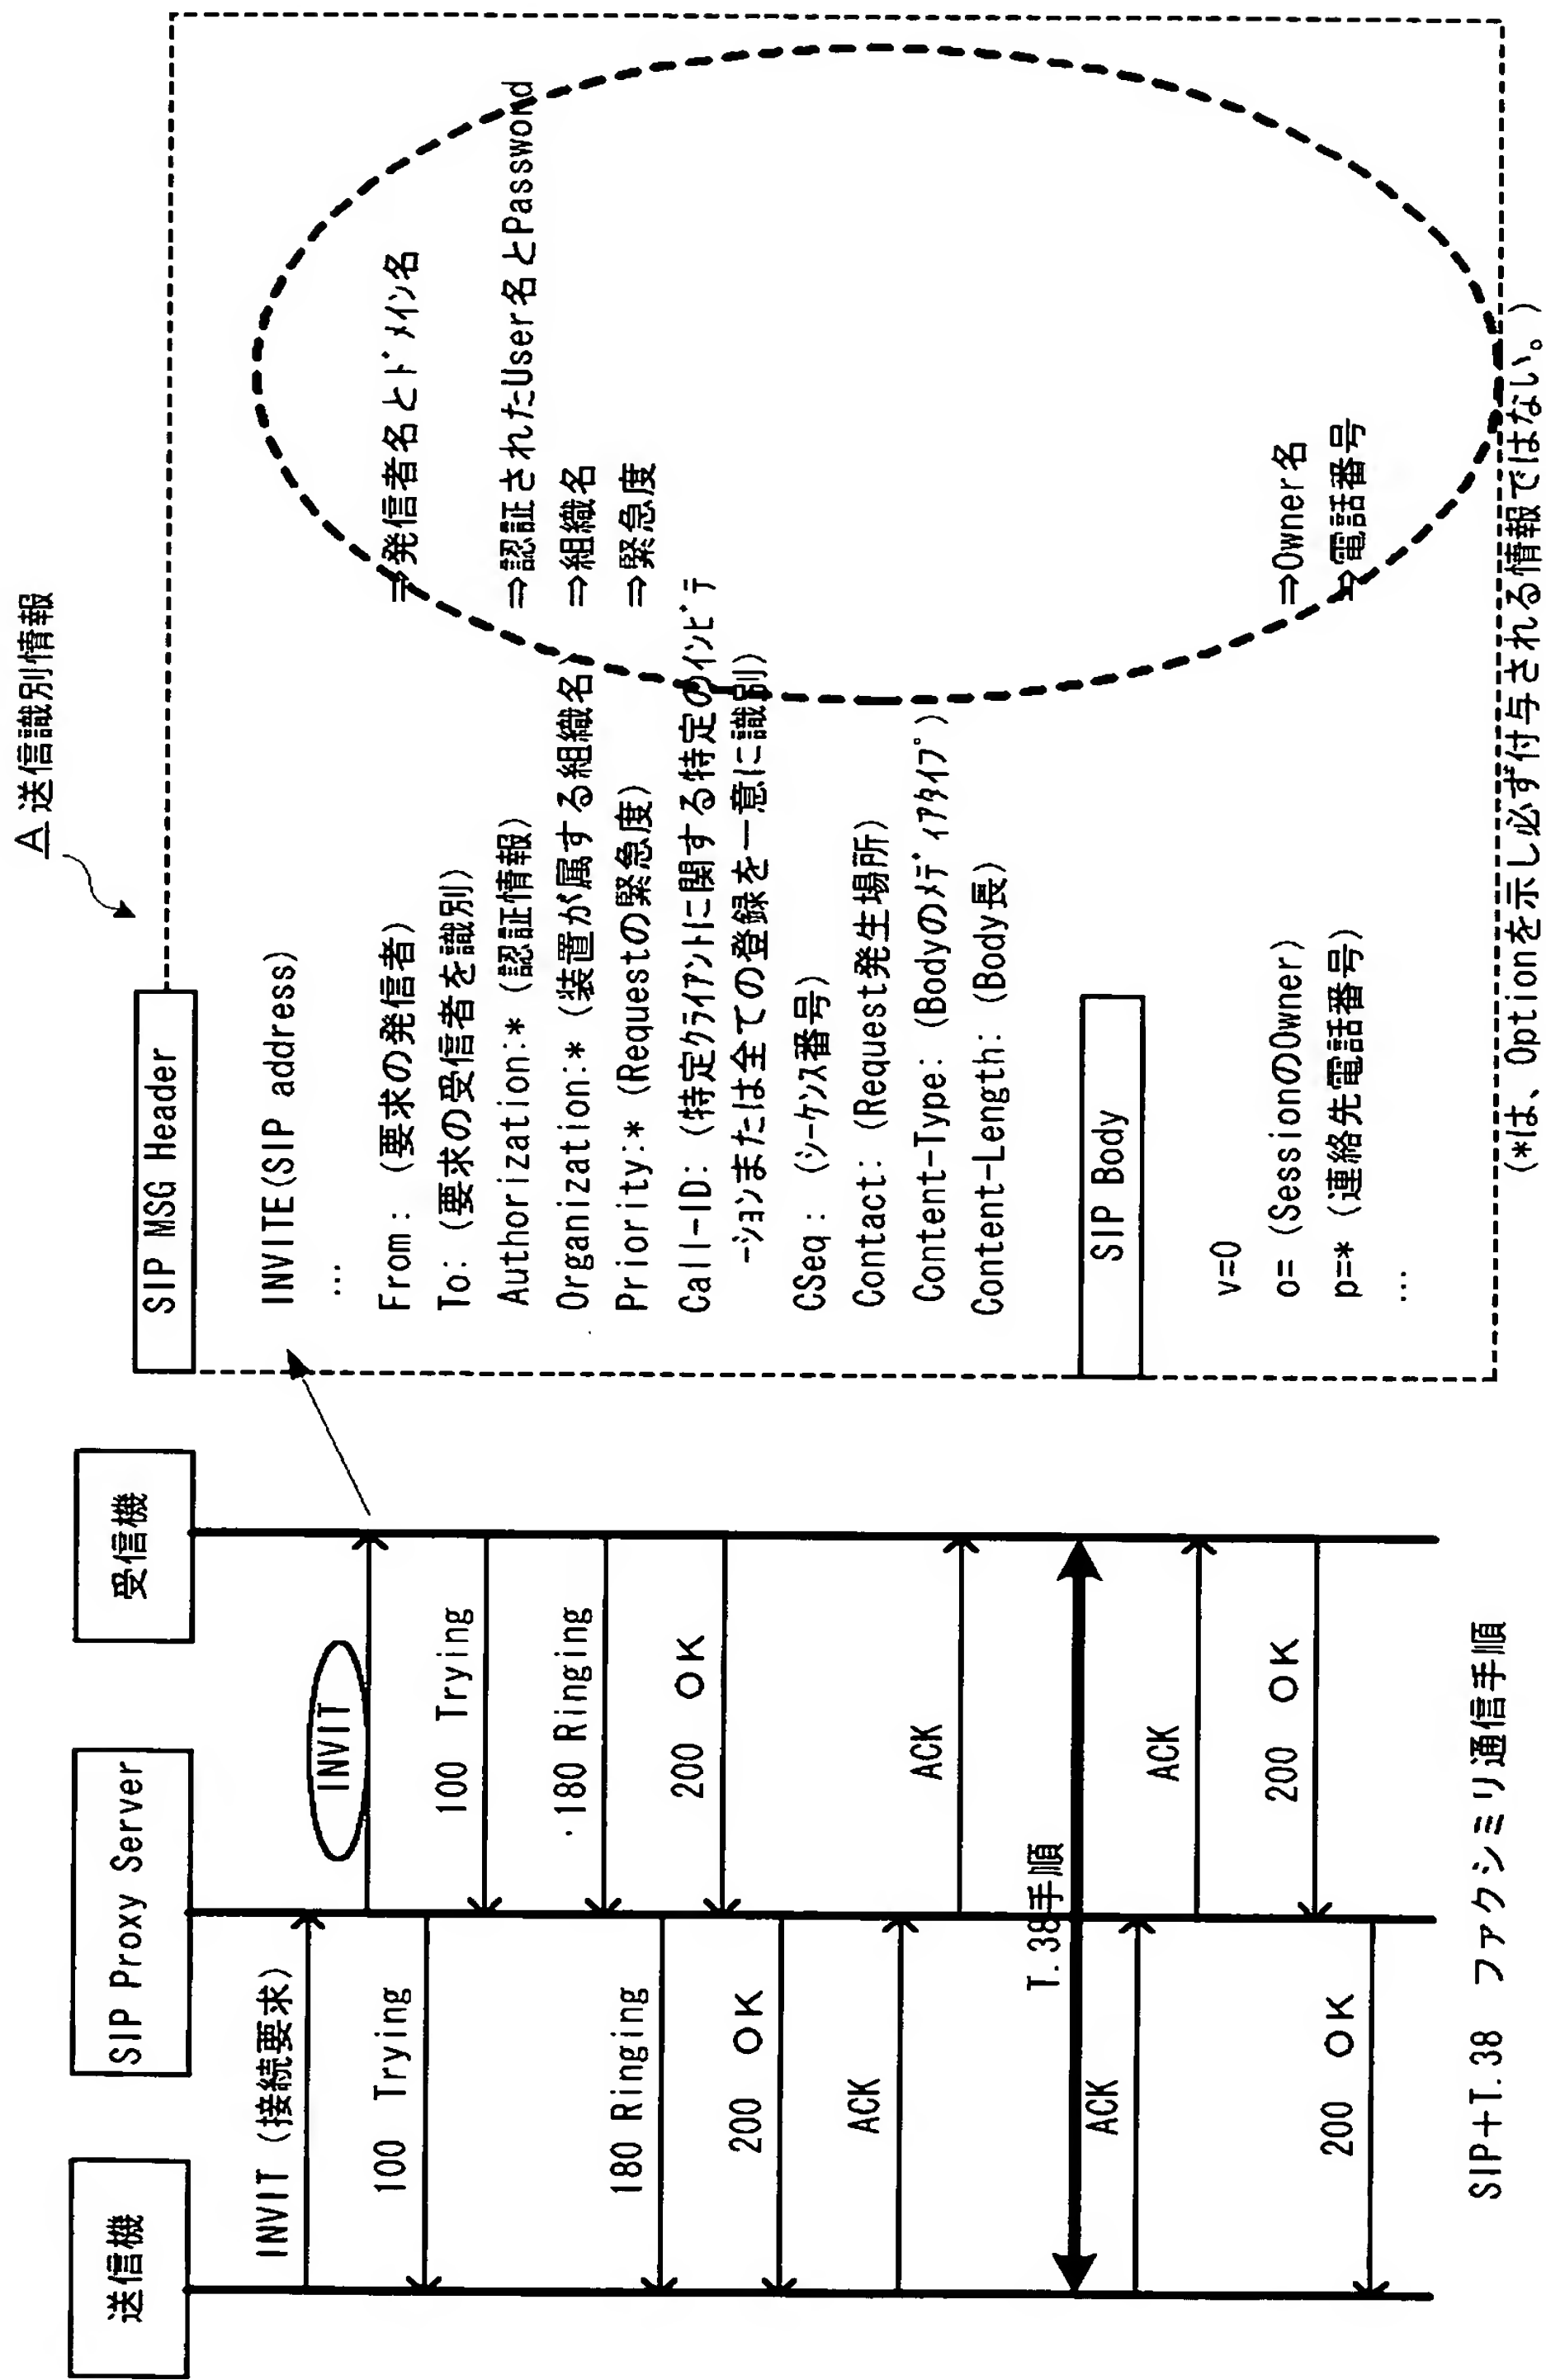 送信機
SIP Proxy Server
受信機
INVIT (接続要求)
INVIT
100 Trying
100 Trying
180 Ringing
180 Ringing
200 OK
200 OK
ACK
ACK
T.38手順
ACK
ACK
200 OK
200 OK
SIP+T.38 ファクシミリ通信手順
A 送信識別情報
SIP MSG Header
INVITE(SIP address)
...
From: (要求の発信者) ⇒発信者名とドメイン名
To: (要求の受信者を識別)
Authorization:* (認証情報) ⇒認証されたUser名とPassword
Organization:* (装置が属する組織名) ⇒組織名
Priority:* (Requestの緊急度) ⇒緊急度
Call-ID: (特定クライアントに関する特定のインビテ
ーションまたは全ての登録を一意に識別)
CSeq: (シーケンス番号)
Contact: (Request発生場所)
Content-Type: (Bodyのメディアタイプ)
Content-Length: (Body長)
SIP Body
v=0
o= (SessionのOwner) ⇒Owner名
p=* (連絡先電話番号) ⇒電話番号
...
(*は、Optionを示し必ず付与される情報ではない。)